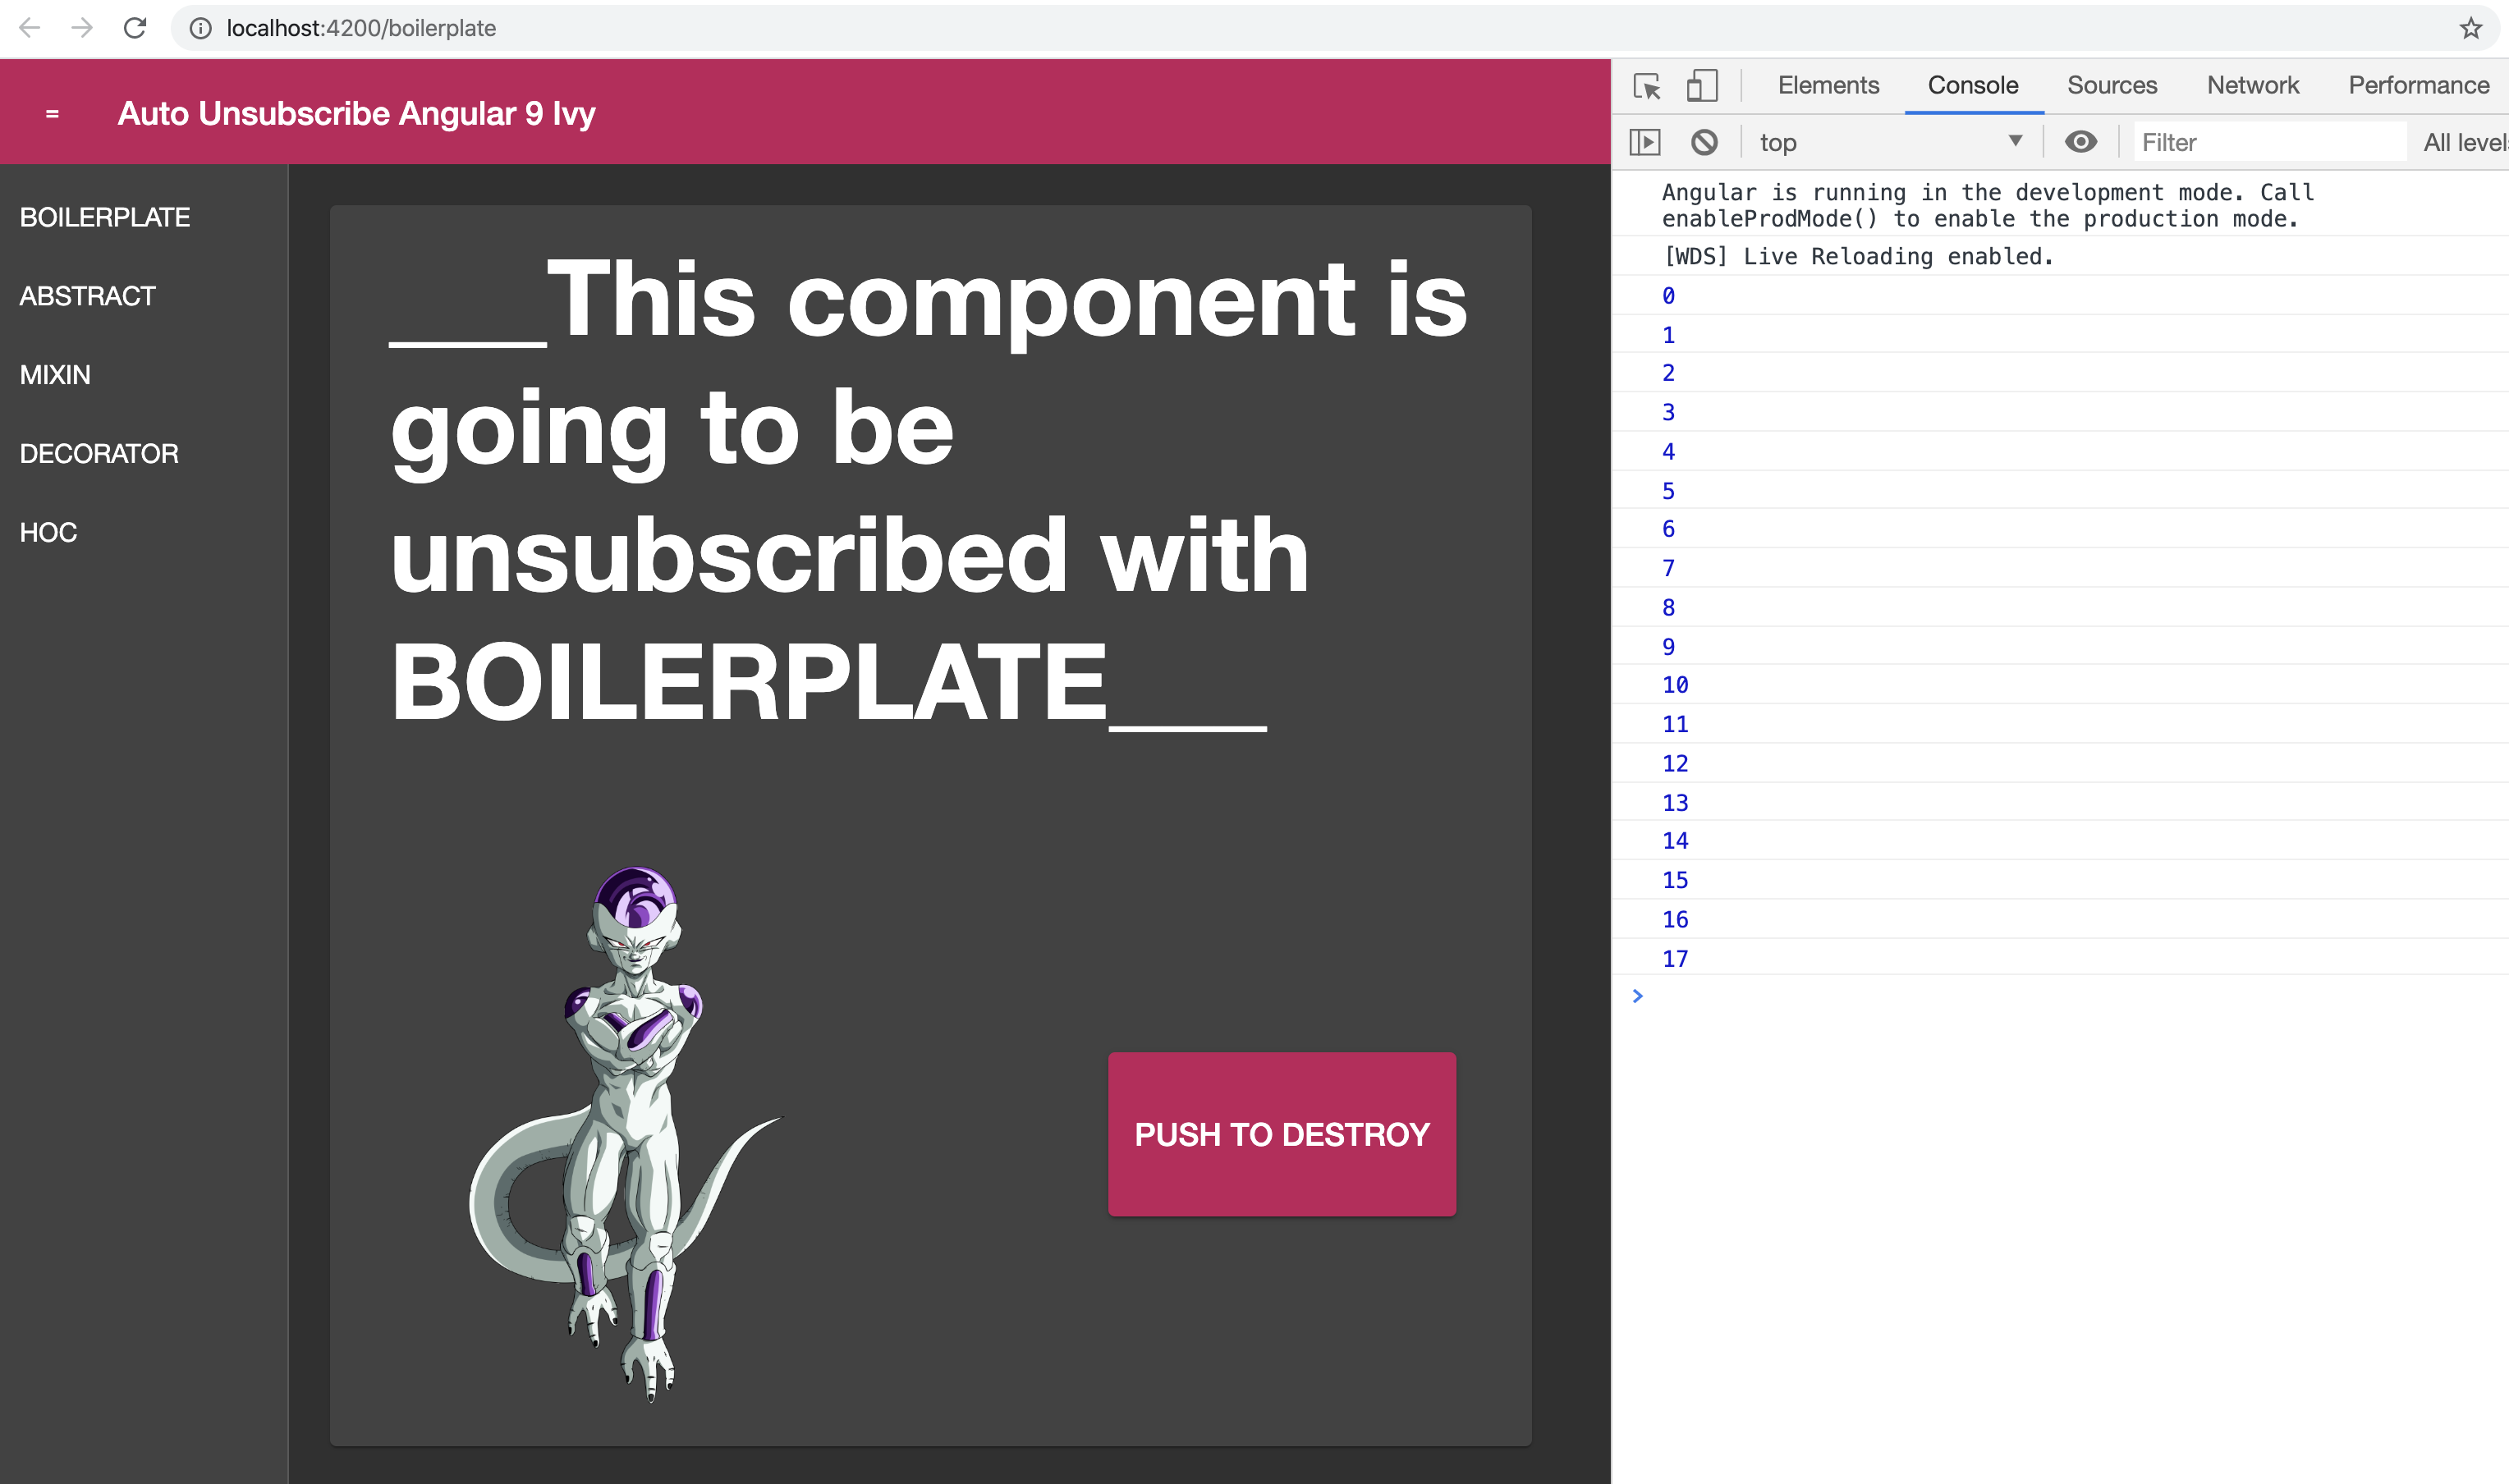 localhost:4200/boilerplate
= Auto Unsubscribe Angular 9 Ivy
BOILERPLATE
ABSTRACT
MIXIN
DECORATOR
HOC
___This component is
going to be
unsubscribed with
BOILERPLATE___
PUSH TO DESTROY
Elements Console Sources Network Performance
top ▼ Filter All level
Angular is running in the development mode. Call
enableProdMode() to enable the production mode.
[WDS] Live Reloading enabled.
0
1
2
3
4
5
6
7
8
9
10
11
12
13
14
15
16
17
>